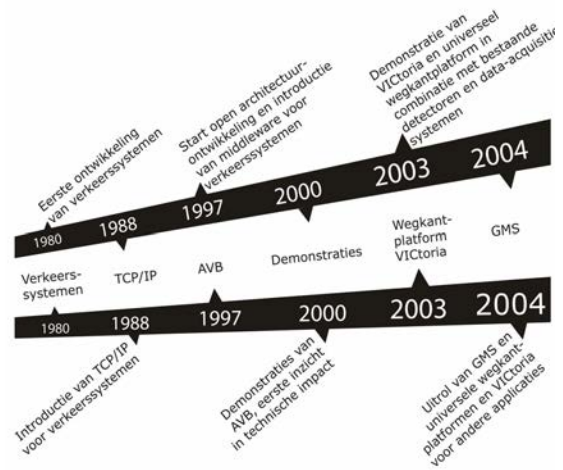 Eerste ontwikkeling
van verkeerssystemen
Start open architectuur-
ontwikkeling en introductie
van middleware voor
verkeerssystemen
Demonstratie van
VICtoria en universeel
wegkantplatform in
combinatie met bestaande
detectoren en data-acquisitie
systemen
1980
1988
1997
2000
2003
2004
Verkeers-
systemen
TCP/IP
AVB
Demonstraties
Wegkant-
platform
VICtoria
GMS
1980
1988
1997
2000
2003
2004
Introductie van TCP/IP
voor verkeerssystemen
Demonstraties van
AVB, eerste inzicht
in technische impact
Uitrol van GMS en
universele wegkant-
platformen en VICtoria
voor andere applicaties